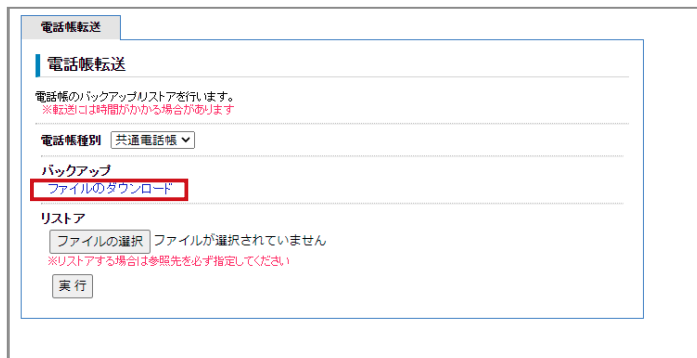 電話帳転送
電話帳転送
電話帳のバックアップ/リストアを行います。
※転送には時間がかかる場合があります
電話帳種別 共通電話帳
バックアップ
ファイルのダウンロード
リストア
ファイルの選択 ファイルが選択されていません
※リストアする場合は参照先を必ず指定してください
実行